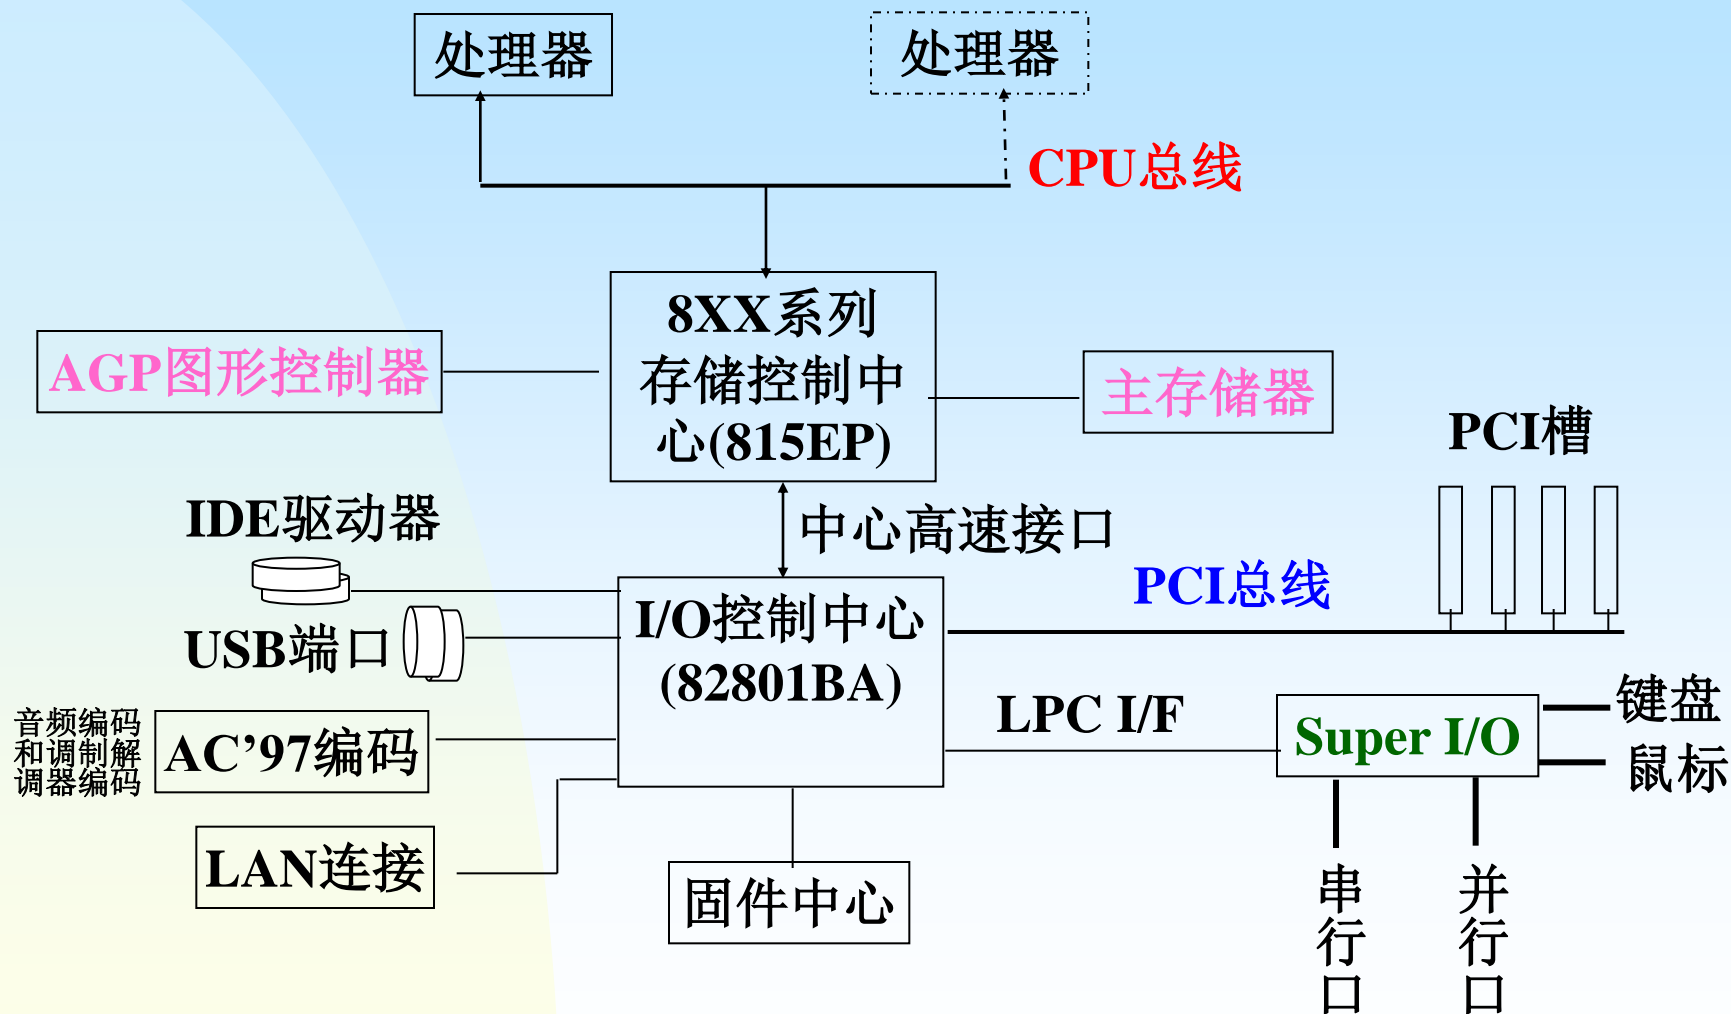 处理器
处理器
CPU总线
8XX系列
存储控制中
心(815EP)
AGP图形控制器
主存储器
PCI槽
IDE驱动器
中心高速接口
PCI总线
I/O控制中心
(82801BA)
USB端口
LPC I/F
Super I/O
键盘
鼠标
音频编码
和调制解
调器编码
AC’97编码
LAN连接
固件中心
串行口
并行口